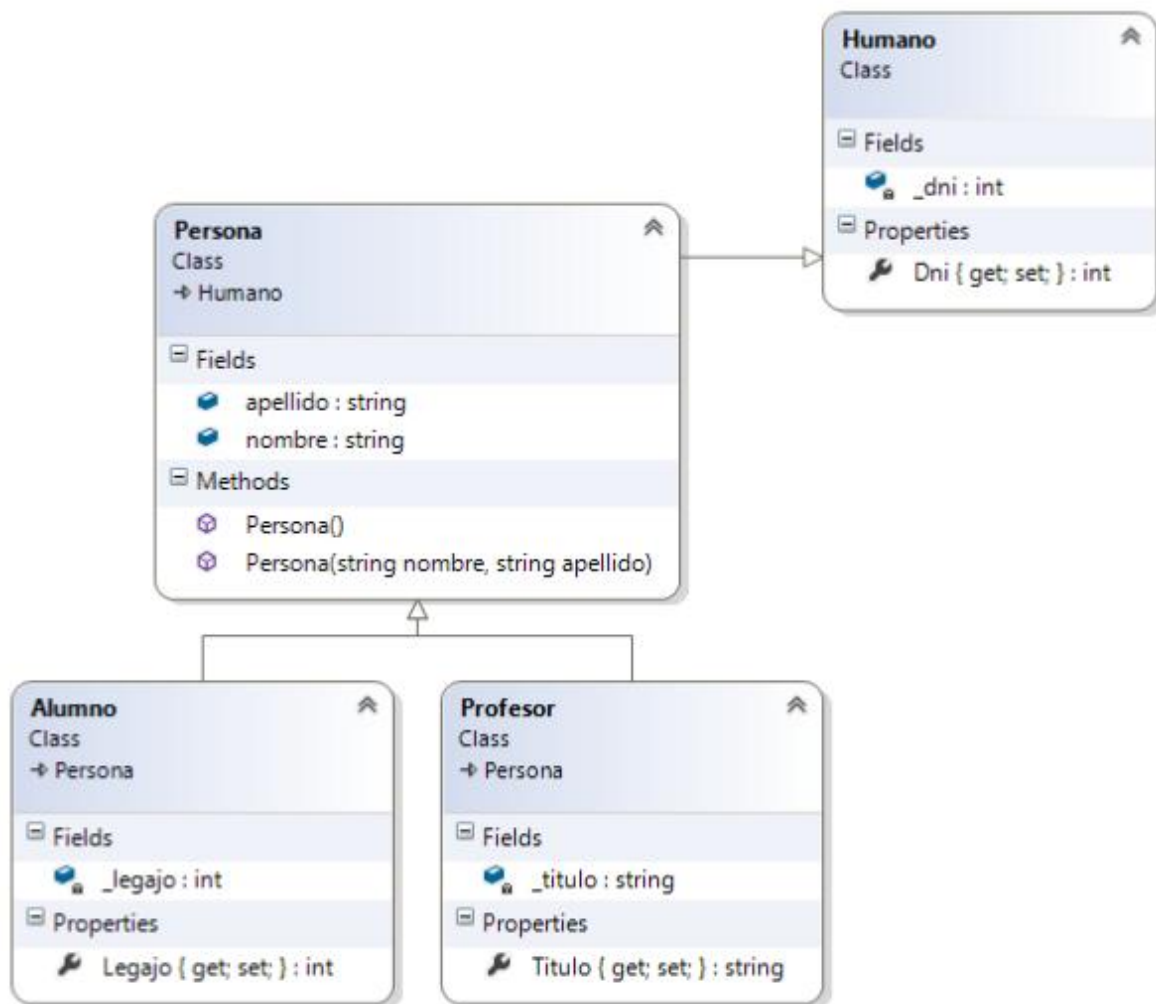 Humano
Class
Fields
_dni : int
Properties
Dni { get; set; } : int
Persona
Class
Humano
Fields
apellido : string
nombre : string
Methods
Persona()
Persona(string nombre, string apellido)
Alumno
Class
Persona
Fields
_legajo : int
Properties
Legajo { get; set; } : int
Profesor
Class
Persona
Fields
_titulo : string
Properties
Titulo { get; set; } : string